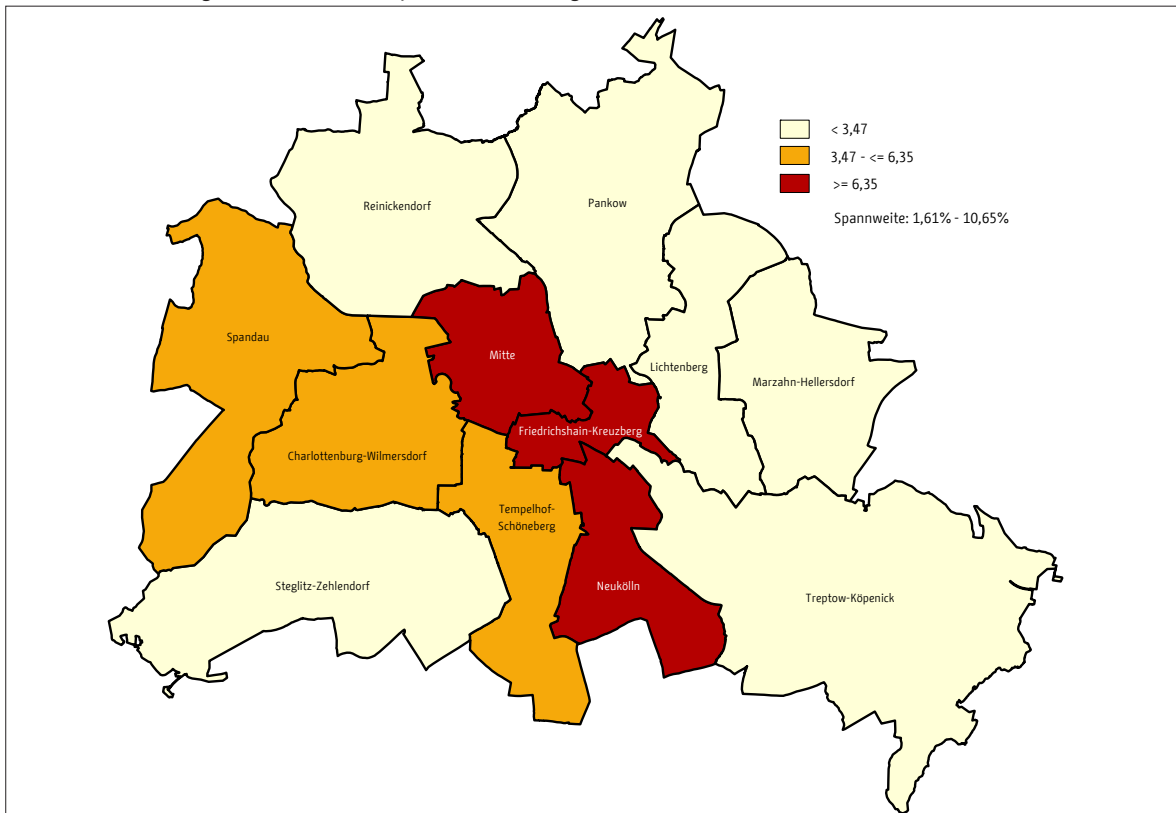 < 3,47
3,47 - <= 6,35
>= 6,35
Spannweite: 1,61% - 10,65%
Reinickendorf
Pankow
Spandau
Mitte
Lichtenberg
Marzahn-Hellersdorf
Friedrichshain-Kreuzberg
Charlottenburg-Wilmersdorf
Tempelhof-
Schöneberg
Steglitz-Zehlendorf
Neukölln
Treptow-Köpenick